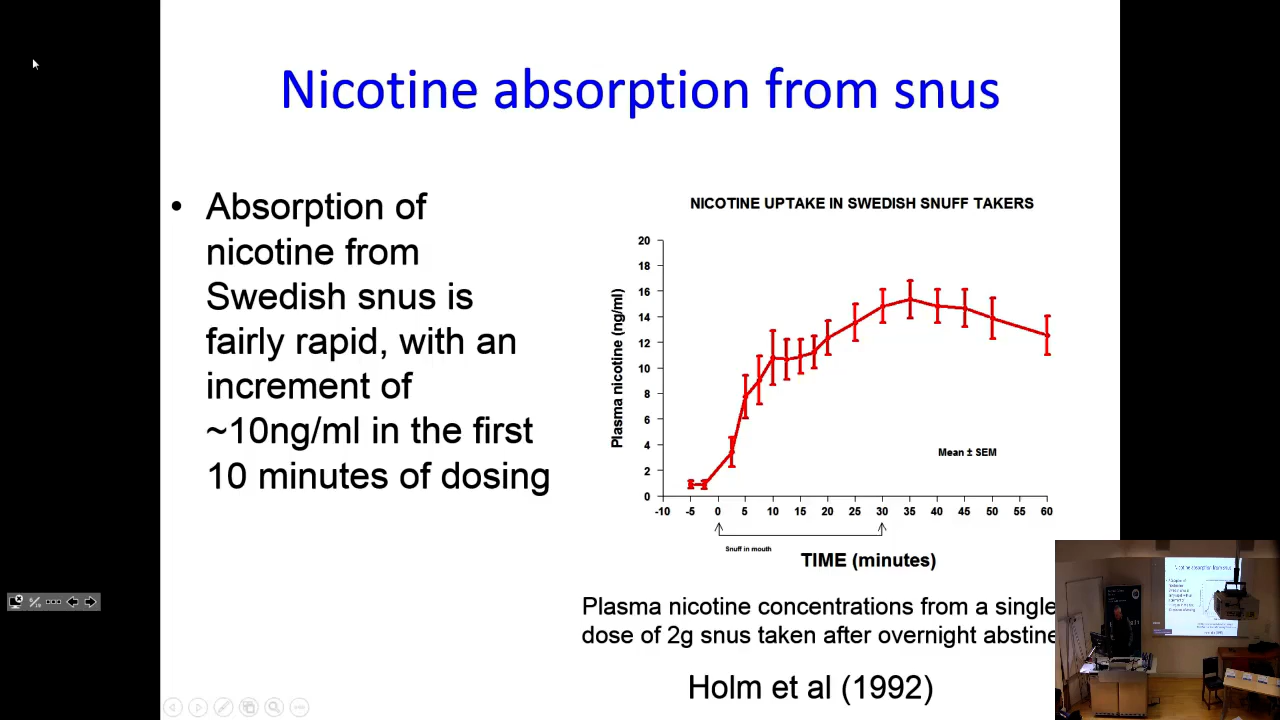 Nicotine absorption from snus
• Absorption of
nicotine from
Swedish snus is
fairly rapid, with an
increment of
~10ng/ml in the first
10 minutes of dosing
NICOTINE UPTAKE IN SWEDISH SNUFF TAKERS
Plasma nicotine (ng/ml)
20
18
16
14
12
10
8
6
4
2
0
-10 -5 0 5 10 15 20 25 30 35 40 45 50 55 60
Mean ± SEM
Snuff in mouth
TIME (minutes)
Plasma nicotine concentrations from a single
dose of 2g snus taken after overnight abstine
Holm et al (1992)
Nicotine absorption from snus